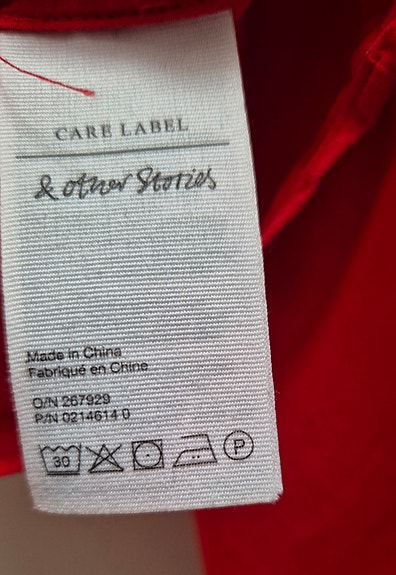 CARE LABEL
& other Stories
Made in China
Fabriqué en Chine
O/N 267929
P/N 0214614 0
30 P